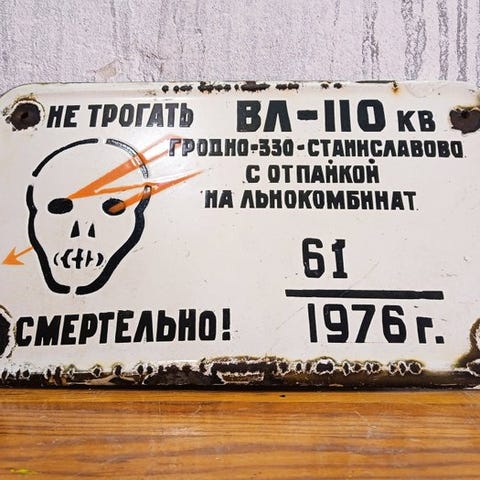 НЕ ТРОГАТЬ
ВЛ-110 КВ
ГРОДНО-330-СТАНИСЛАВОВО
С ОТПАЙКОЙ
НА ЛЬНОКОМБИНАТ
61
1976 г.
СМЕРТЕЛЬНО!